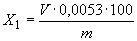 X₁ = V · 0,0053 · 100 / m